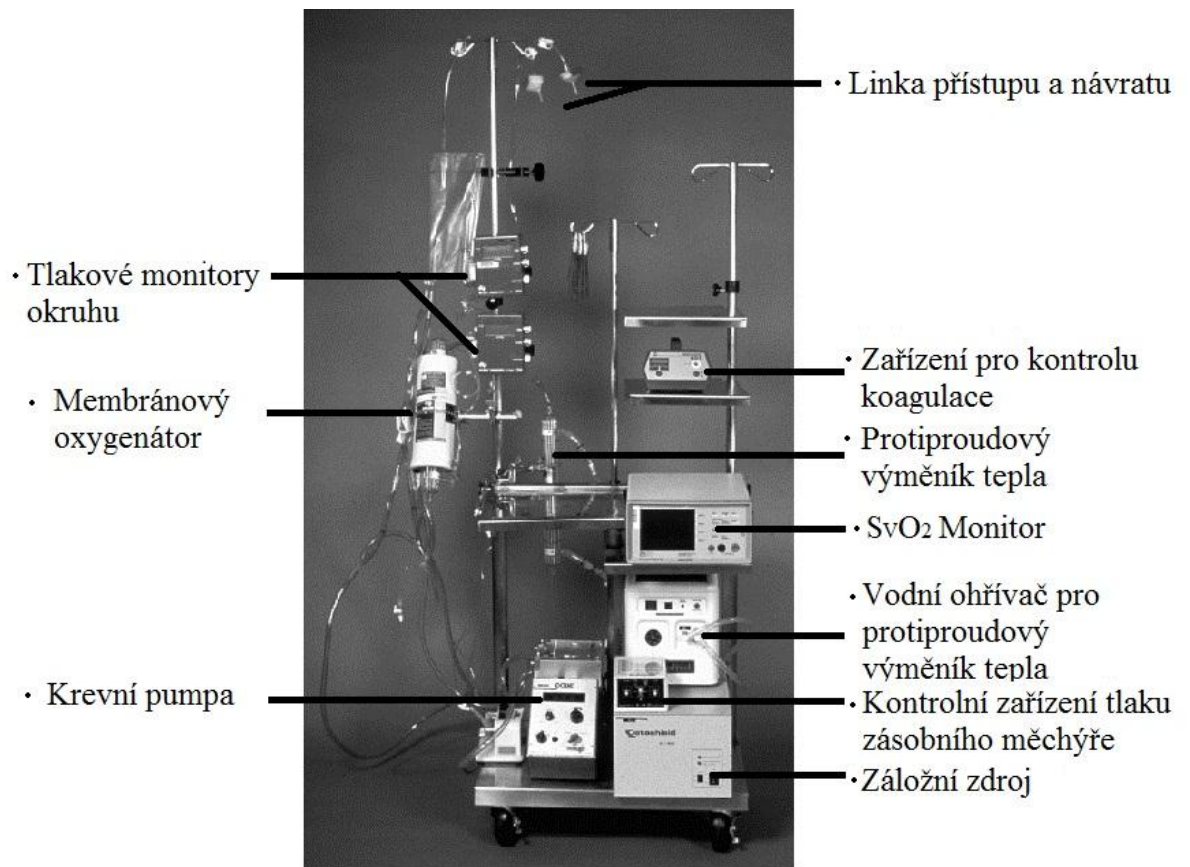 · Linka přístupu a návratu
· Tlakové monitory
okruhu
· Zařízení pro kontrolu
koagulace
· Membránový
oxygenátor
· Protiproudový
výměník tepla
· SvO₂ Monitor
· Vodní ohřívač pro
protiproudový
výměník tepla
· Krevní pumpa
· Kontrolní zařízení tlaku
zásobního měchýře
· Záložní zdroj